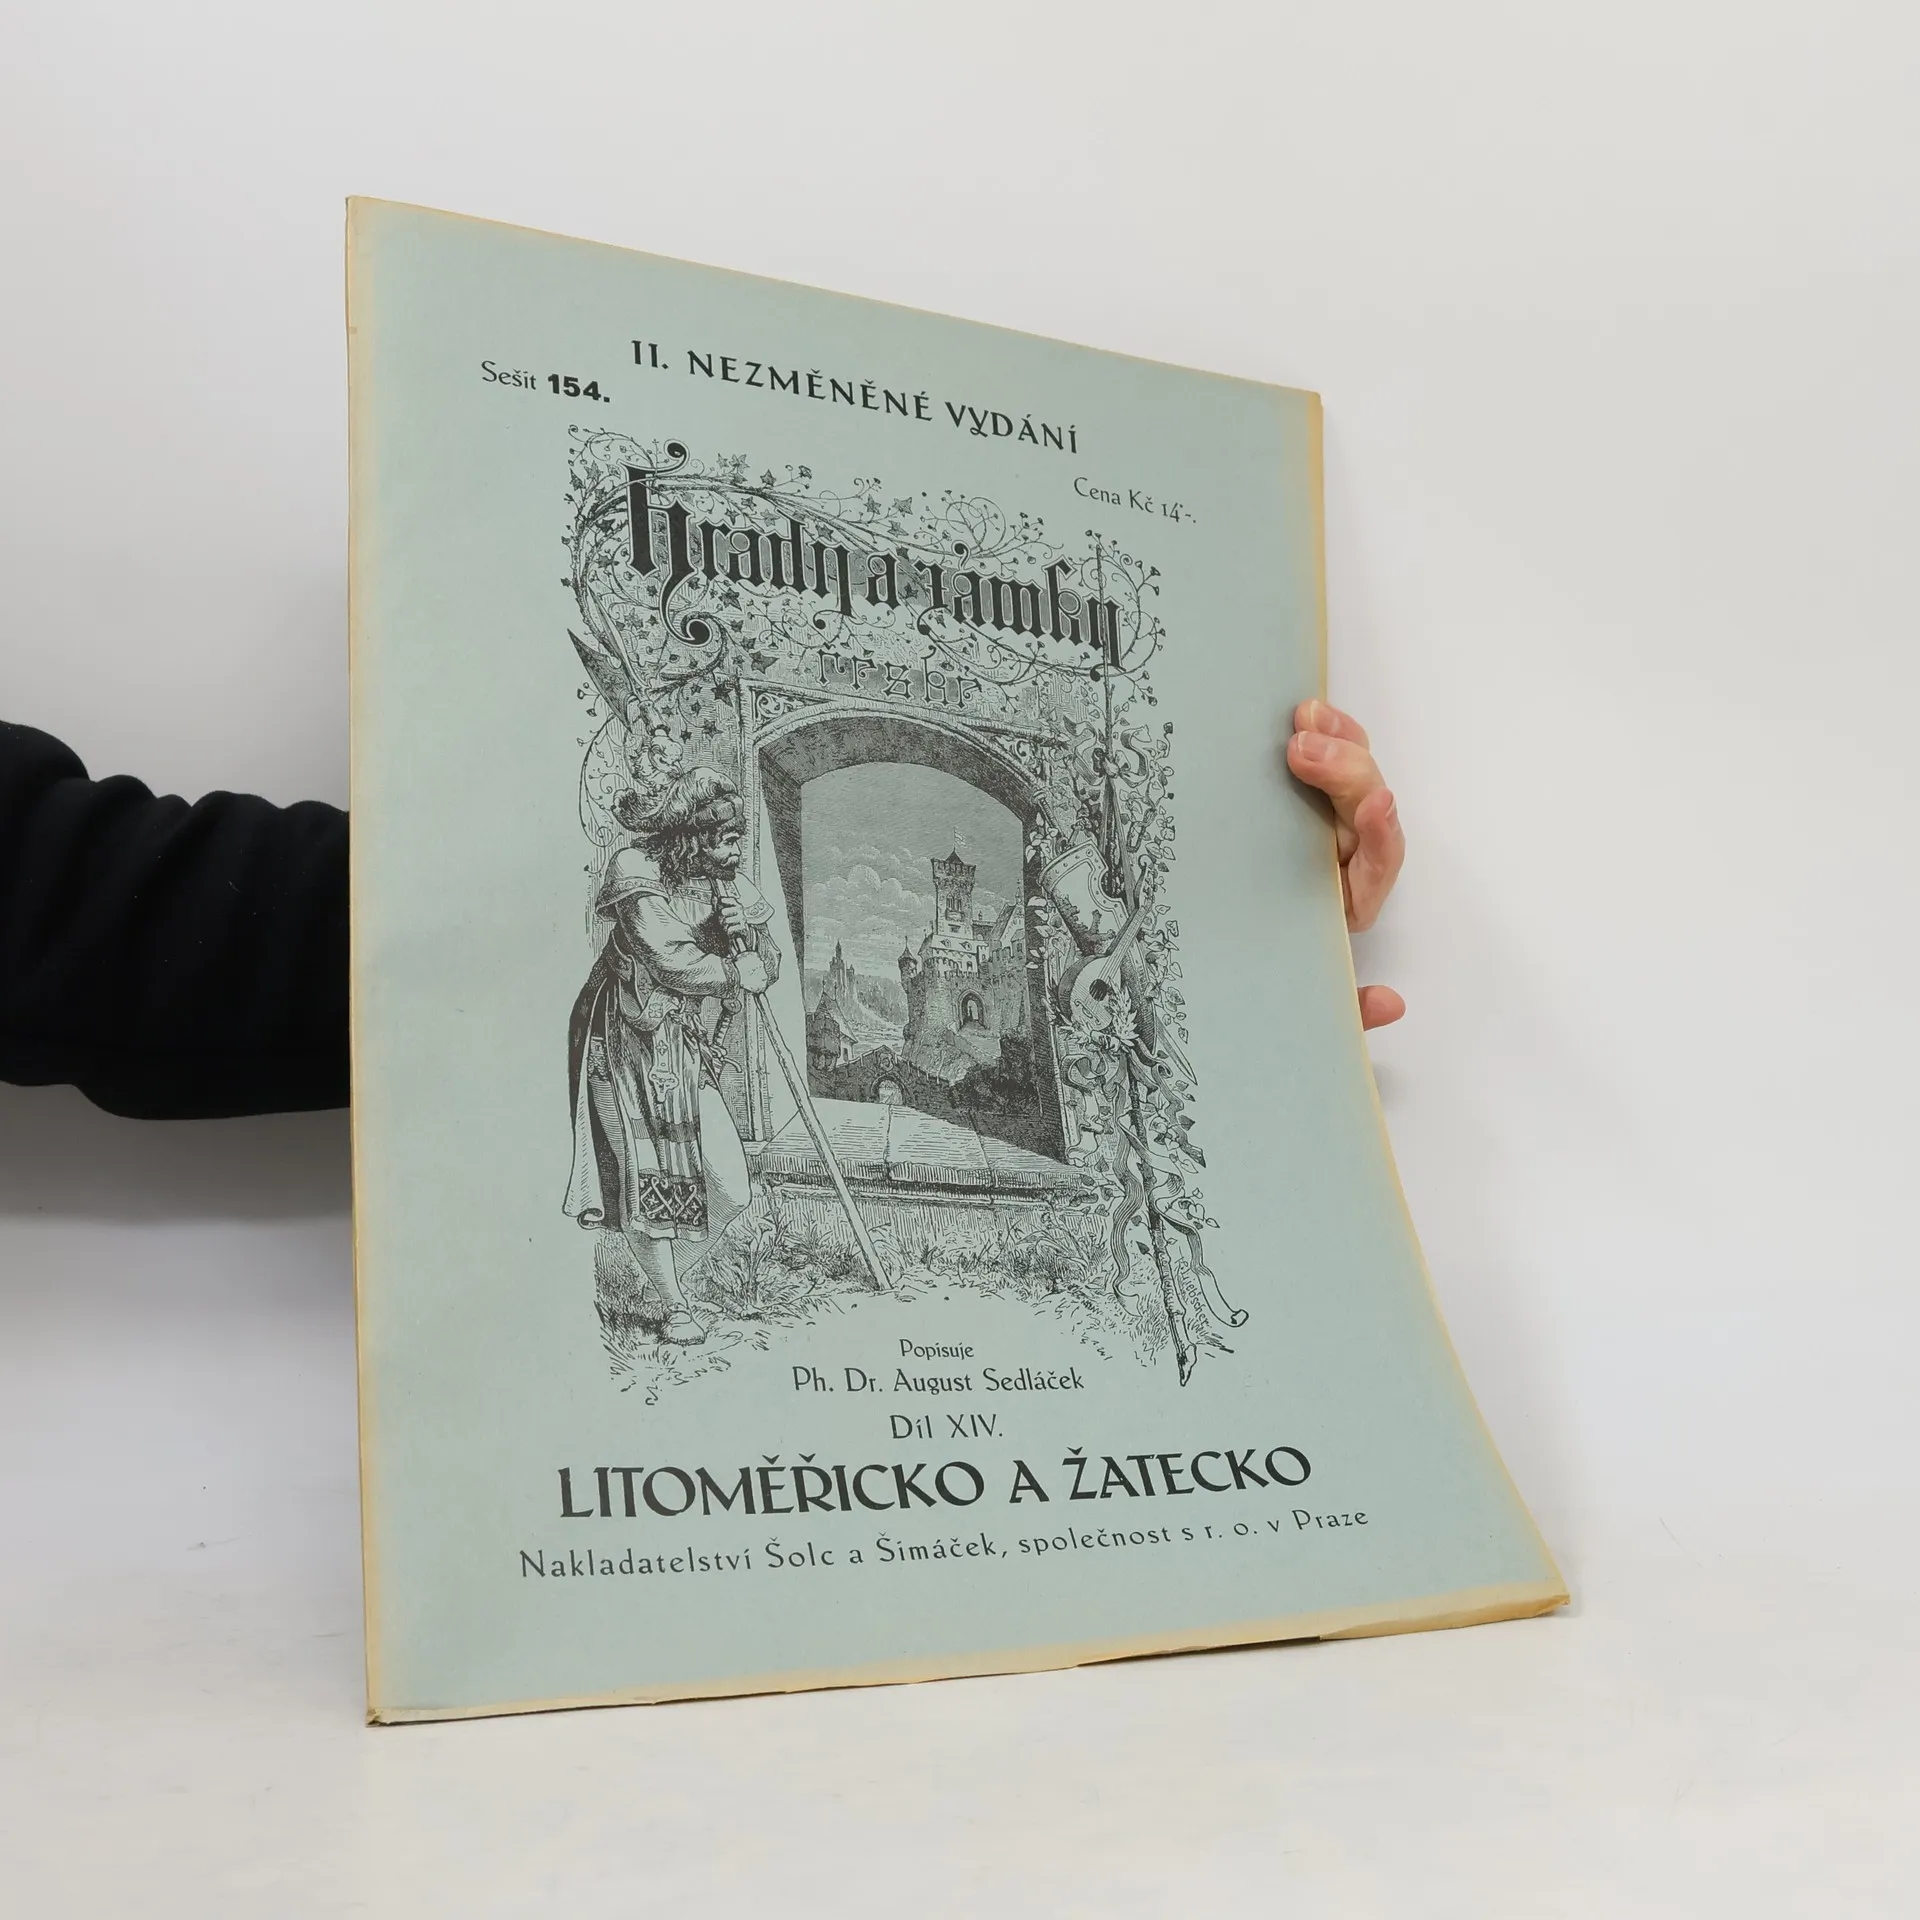 II. NEZMĚNĚNÉ VYDÁNÍ
Sešit 154.
Cena Kč 14·-.
Hrady a zámky
české
Popisuje
Ph. Dr. August Sedláček
Díl XIV.
LITOMĚŘICKO A ŽATECKO
Nakladatelství Šolc a Šimáček, společnost s r. o. v Praze